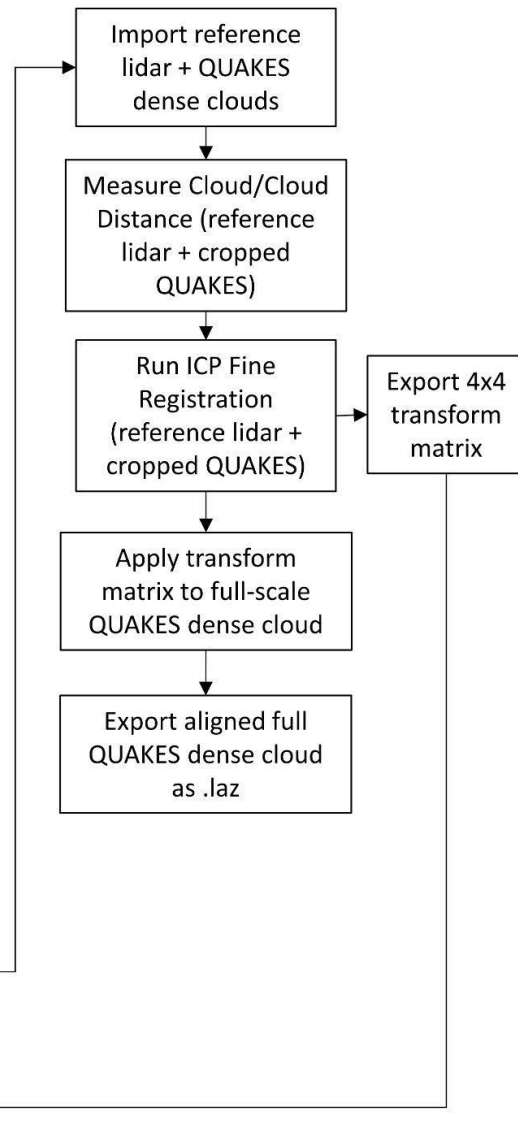 Import reference
lidar + QUAKES
dense clouds
Measure Cloud/Cloud
Distance (reference
lidar + cropped
QUAKES)
Run ICP Fine
Registration
(reference lidar +
cropped QUAKES)
Export 4x4
transform
matrix
Apply transform
matrix to full-scale
QUAKES dense cloud
Export aligned full
QUAKES dense cloud
as .laz